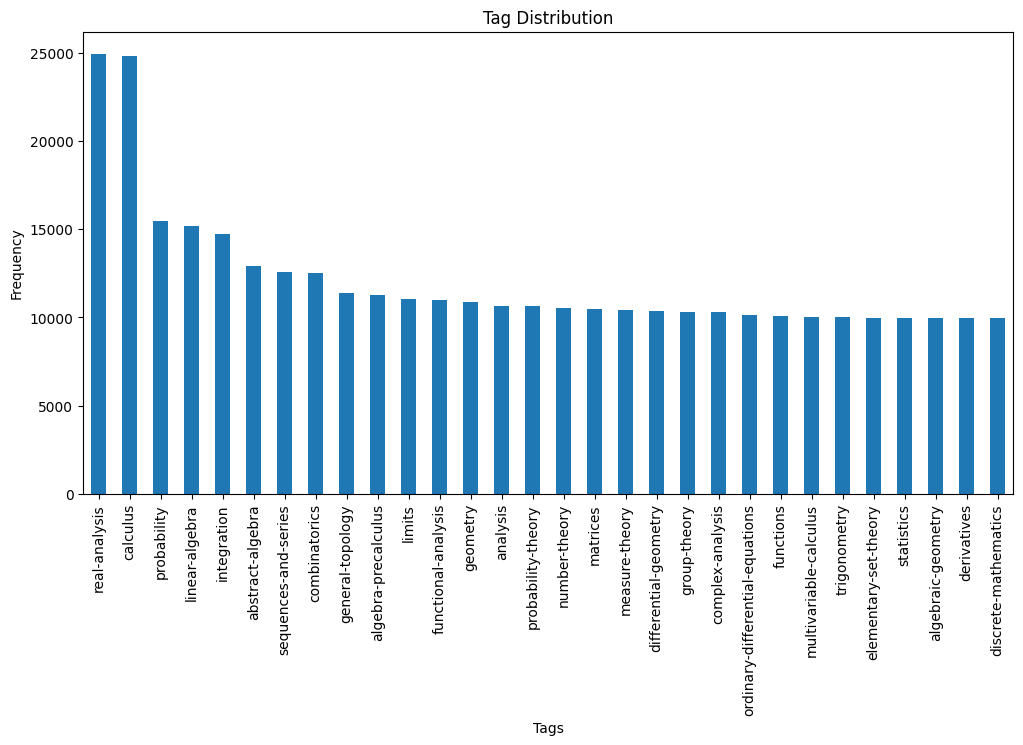 Tag Distribution
Frequency
25000
20000
15000
10000
5000
0
real-analysis
calculus
probability
linear-algebra
integration
abstract-algebra
sequences-and-series
combinatorics
general-topology
algebra-precalculus
limits
functional-analysis
geometry
analysis
probability-theory
number-theory
matrices
measure-theory
differential-geometry
group-theory
complex-analysis
ordinary-differential-equations
functions
multivariable-calculus
trigonometry
elementary-set-theory
statistics
algebraic-geometry
derivatives
discrete-mathematics
Tags